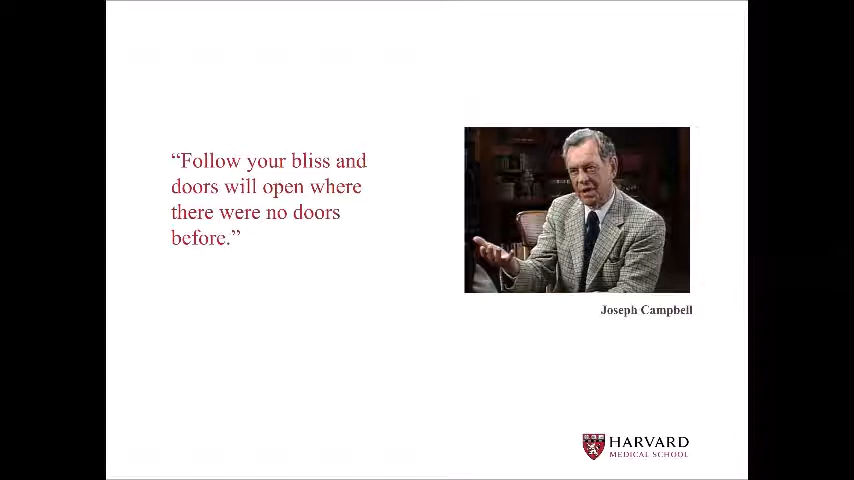 “Follow your bliss and
doors will open where
there were no doors
before.”
Joseph Campbell
HARVARD
MEDICAL SCHOOL